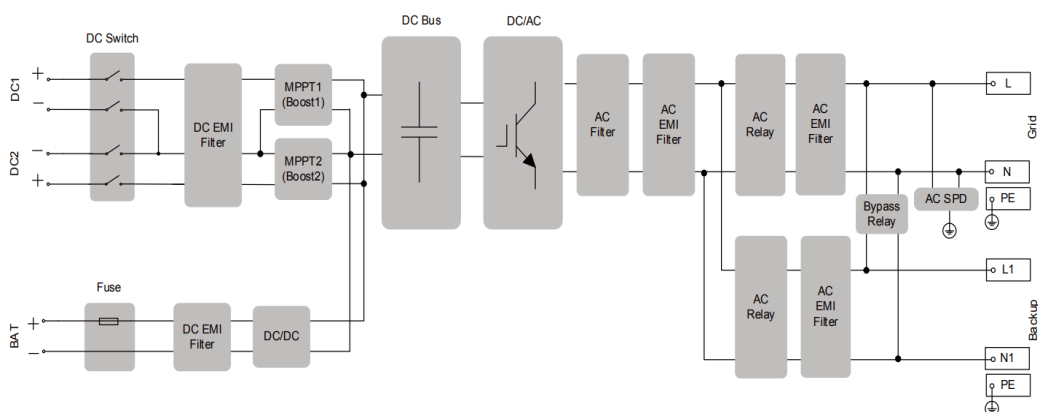 DC Bus
DC/AC
DC Switch
DC1
+
−
DC2
−
+
DC EMI
Filter
MPPT1
(Boost1)
MPPT2
(Boost2)
AC
Filter
AC
EMI
Filter
AC
Relay
AC
EMI
Filter
L
Grid
N
PE
Bypass
Relay
AC SPD
Fuse
BAT
+
−
DC EMI
Filter
DC/DC
AC
Relay
AC
EMI
Filter
L1
Backup
N1
PE